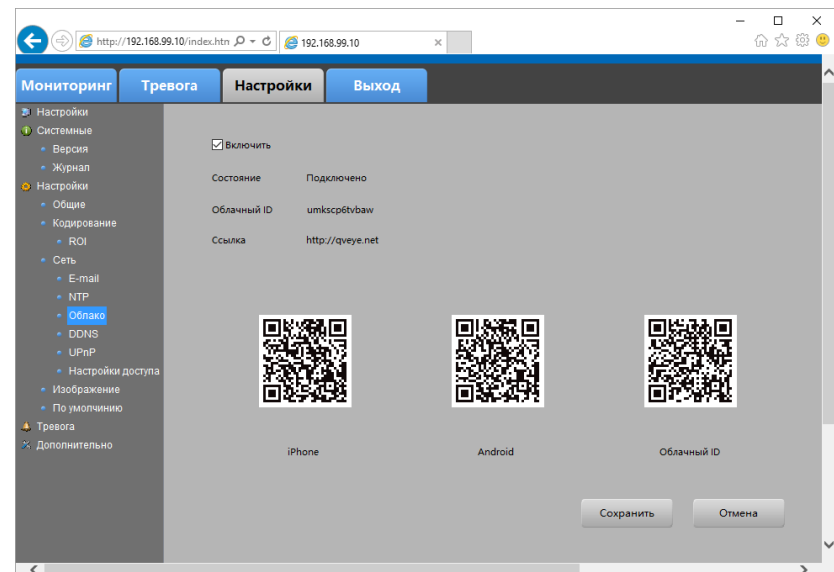 http://192.168.99.10/index.htn
192.168.99.10
Мониторинг Тревога Настройки Выход
Настройки
Системные
Версия
Журнал
Настройки
Общие
Кодирование
ROI
Сеть
E-mail
NTP
Облако
DDNS
UPnP
Настройки доступа
Изображение
По умолчинию
Тревога
Дополнительно
Включить
Состояние Подключено
Облачный ID umkscp6tvbaw
Ссылка http://qveye.net
iPhone Android Облачный ID
Сохранить Отмена